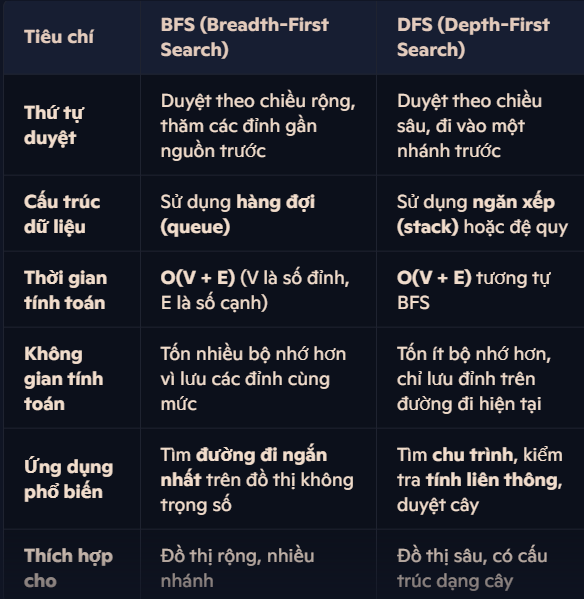 Tiêu chí
BFS (Breadth-First
Search)
DFS (Depth-First
Search)
Thứ tự
duyệt
Duyệt theo chiều rộng,
thăm các đỉnh gần
nguồn trước
Duyệt theo chiều
sâu, đi vào một
nhánh trước
Cấu trúc
dữ liệu
Sử dụng hàng đợi
(queue)
Sử dụng ngăn xếp
(stack) hoặc đệ quy
Thời gian
tính toán
O(V + E) (V là số đỉnh,
E là số cạnh)
O(V + E) tương tự
BFS
Không
gian tính
toán
Tốn nhiều bộ nhớ hơn
vì lưu các đỉnh cùng
mức
Tốn ít bộ nhớ hơn,
chỉ lưu đỉnh trên
đường đi hiện tại
Ứng dụng
phổ biến
Tìm đường đi ngắn
nhất trên đồ thị không
trọng số
Tìm chu trình, kiểm
tra tính liên thông,
duyệt cây
Thích hợp
cho
Đồ thị rộng, nhiều
nhánh
Đồ thị sâu, có cấu
trúc dạng cây